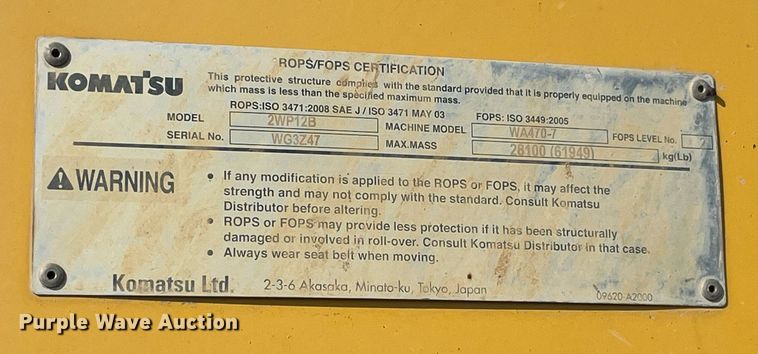 ROPS/FOPS CERTIFICATION
KOMATSU
This protective structure complies with the standard provided that it is properly equipped on the machine
which mass is less than the specified maximum mass.
ROPS:ISO 3471:2008 SAE J / ISO 3471 MAY 03 FOPS: ISO 3449:2005
MODEL 2WP12B MACHINE MODEL WA470-7 FOPS LEVEL No. 2
SERIAL No. WG3Z47 MAX.MASS 28100 (61949) kg(Lb)
WARNING
• If any modification is applied to the ROPS or FOPS, it may affect the
strength and may not comply with the standard. Consult Komatsu
Distributor before altering.
• ROPS or FOPS may provide less protection if it has been structurally
damaged or involved in roll-over. Consult Komatsu Distributor in that case.
• Always wear seat belt when moving.
Komatsu Ltd. 2-3-6 Akasaka, Minato-ku, Tokyo, Japan 09620-A2000
Purple Wave Auction